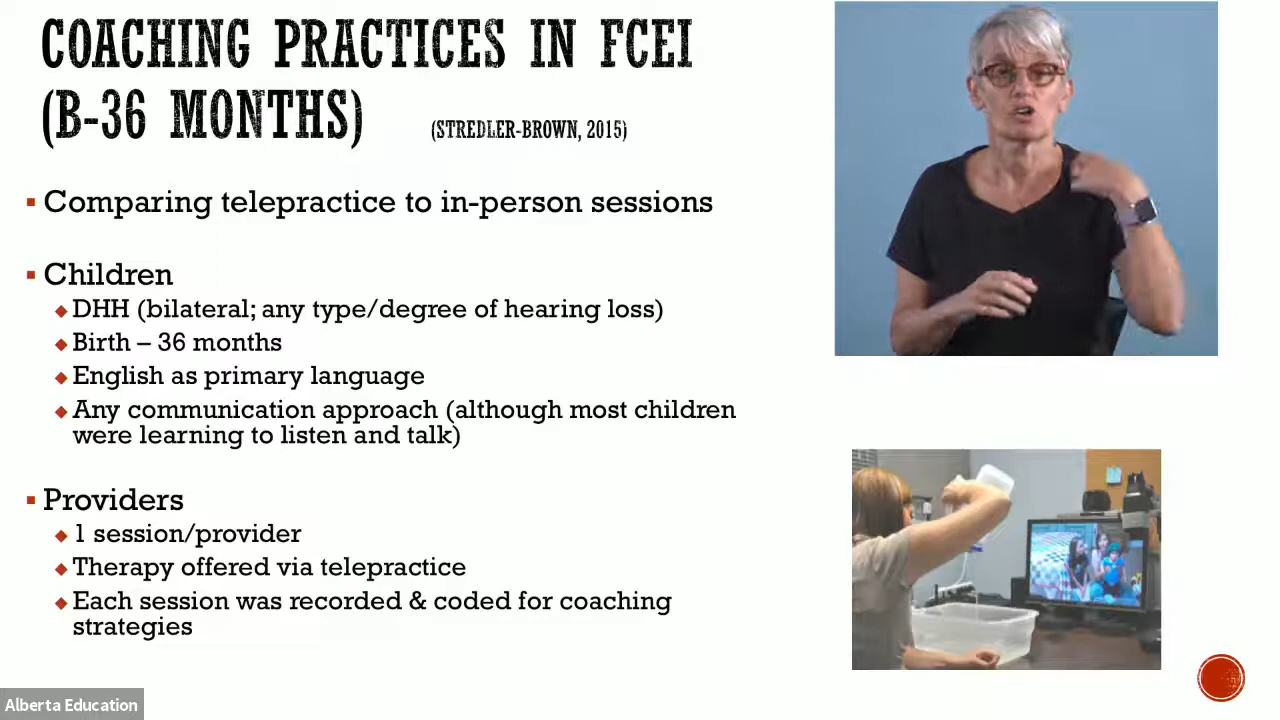 COACHING PRACTICES IN FCEI
(B-36 MONTHS) (STREDLER-BROWN, 2015)
Comparing telepractice to in-person sessions
Children
DHH (bilateral; any type/degree of hearing loss)
Birth – 36 months
English as primary language
Any communication approach (although most children
were learning to listen and talk)
Providers
1 session/provider
Therapy offered via telepractice
Each session was recorded & coded for coaching
strategies
Alberta Education